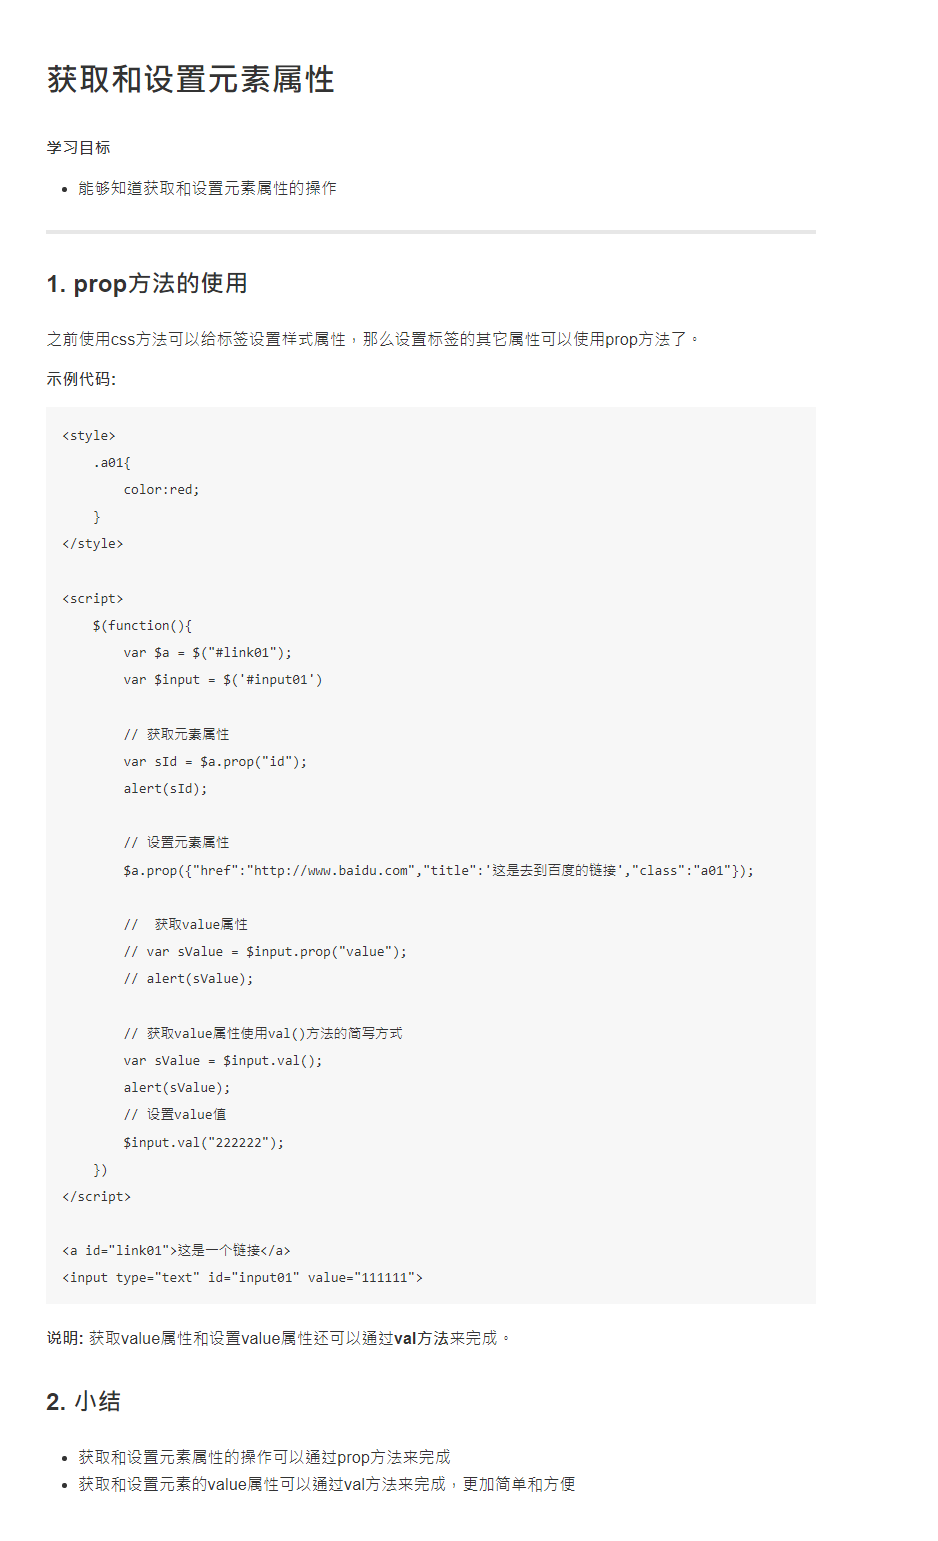 获取和设置元素属性
学习目标
• 能够知道获取和设置元素属性的操作
1. prop方法的使用
之前使用css方法可以给标签设置样式属性，那么设置标签的其它属性可以使用prop方法了。
示例代码:
<style>
    .a01{
        color:red;
    }
</style>
<script>
    $(function(){
        var $a = $("#link01");
        var $input = $('#input01')
        // 获取元素属性
        var sId = $a.prop("id");
        alert(sId);
        // 设置元素属性
        $a.prop({"href":"http://www.baidu.com","title":'这是去到百度的链接',"class":"a01"});
        //  获取value属性
        // var sValue = $input.prop("value");
        // alert(sValue);
        // 获取value属性使用val()方法的简写方式
        var sValue = $input.val();
        alert(sValue);
        // 设置value值
        $input.val("222222");
    })
</script>
<a id="link01">这是一个链接</a>
<input type="text" id="input01" value="111111">
说明: 获取value属性和设置value属性还可以通过val方法来完成。
2. 小结
• 获取和设置元素属性的操作可以通过prop方法来完成
• 获取和设置元素的value属性可以通过val方法来完成，更加简单和方便